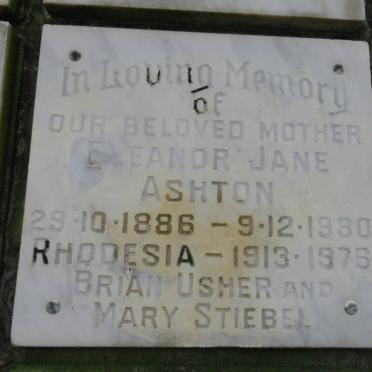 In Loving Memory
of
OUR BELOVED MOTHER
ELEANOR JANE
ASHTON
29·10·1886 – 9·12·1980
RHODESIA – 1913·1976
BRIAN USHER AND
MARY STIEBEL